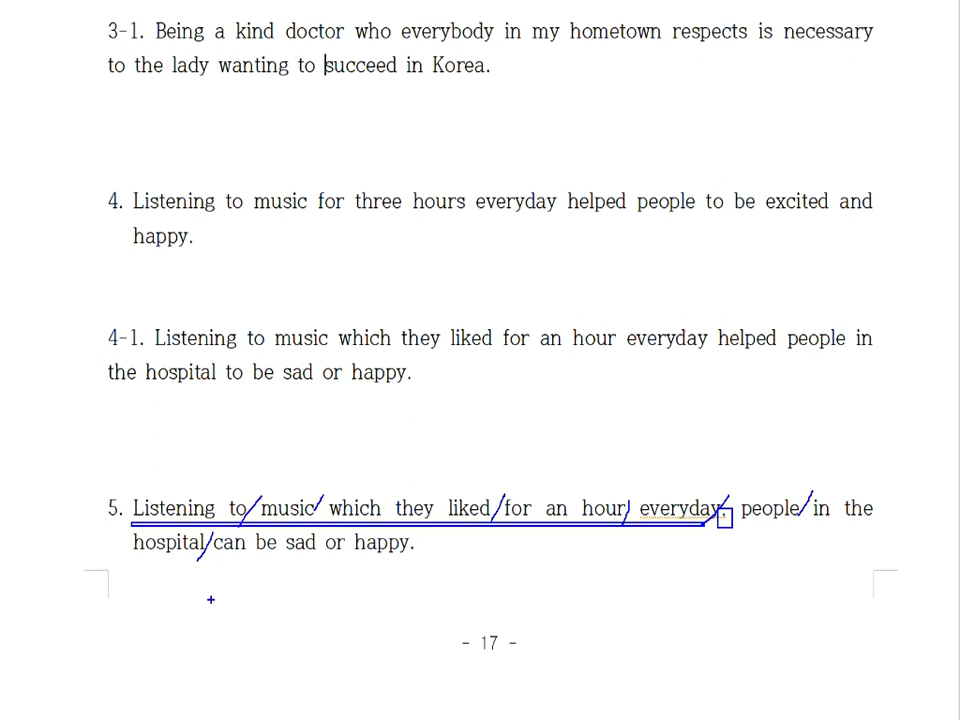 3-1. Being a kind doctor who everybody in my hometown respects is necessary
to the lady wanting to succeed in Korea.
4. Listening to music for three hours everyday helped people to be excited and
happy.
4-1. Listening to music which they liked for an hour everyday helped people in
the hospital to be sad or happy.
5. Listening to music which they liked for an hour everyday, people in the
hospital can be sad or happy.
- 17 -